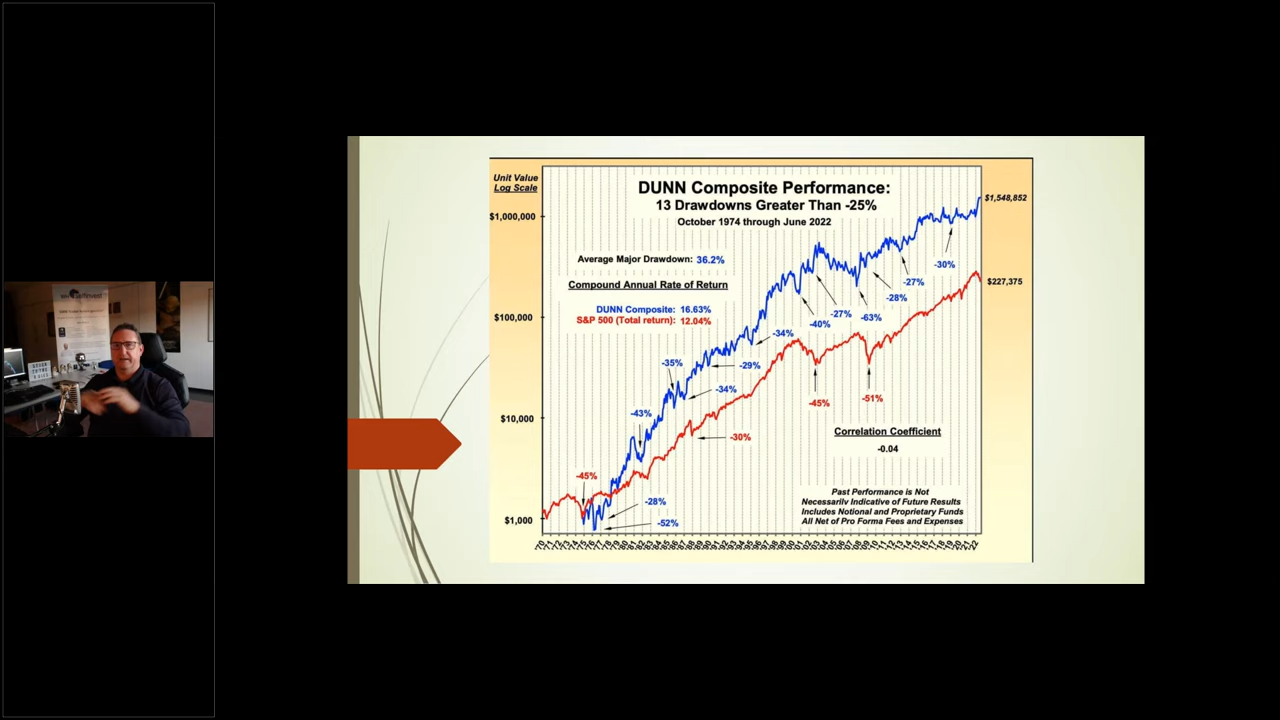 Unit Value
Log Scale
DUNN Composite Performance:
13 Drawdowns Greater Than -25%
October 1974 through June 2022
Average Major Drawdown: 36.2%
Compound Annual Rate of Return
DUNN Composite: 16.63%
S&P 500 (Total return): 12.04%
$1,548,852
$1,000,000
-30%
-27%
$227,375
-28%
-27%
-63%
-40%
$100,000
-34%
-35%
-29%
-34%
-45%
-51%
-43%
$10,000
-30%
Correlation Coefficient
-0.04
-45%
-28%
-52%
$1,000
Past Performance is Not
Necessarily Indicative of Future Results
Includes Notional and Proprietary Funds
All Net of Pro Forma Fees and Expenses